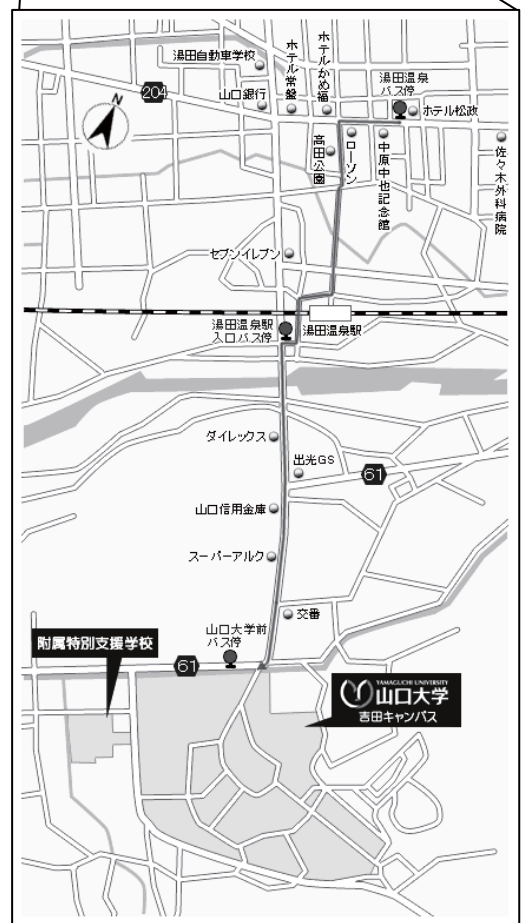 湯田自動車学校
ホテル常盤
ホテルかめ福
湯田温泉
バス停
204
山口銀行
ホテル松政
N
高田公園
ローソン
中原中也記念館
佐々木外科病院
セブンイレブン
湯田温泉駅
入口バス停
湯田温泉駅
ダイレックス
出光GS
61
山口信用金庫
スーパーアルク
交番
山口大学前
バス停
附属特別支援学校
61
YAMAGUCHI UNIVERSITY
山口大学
吉田キャンパス